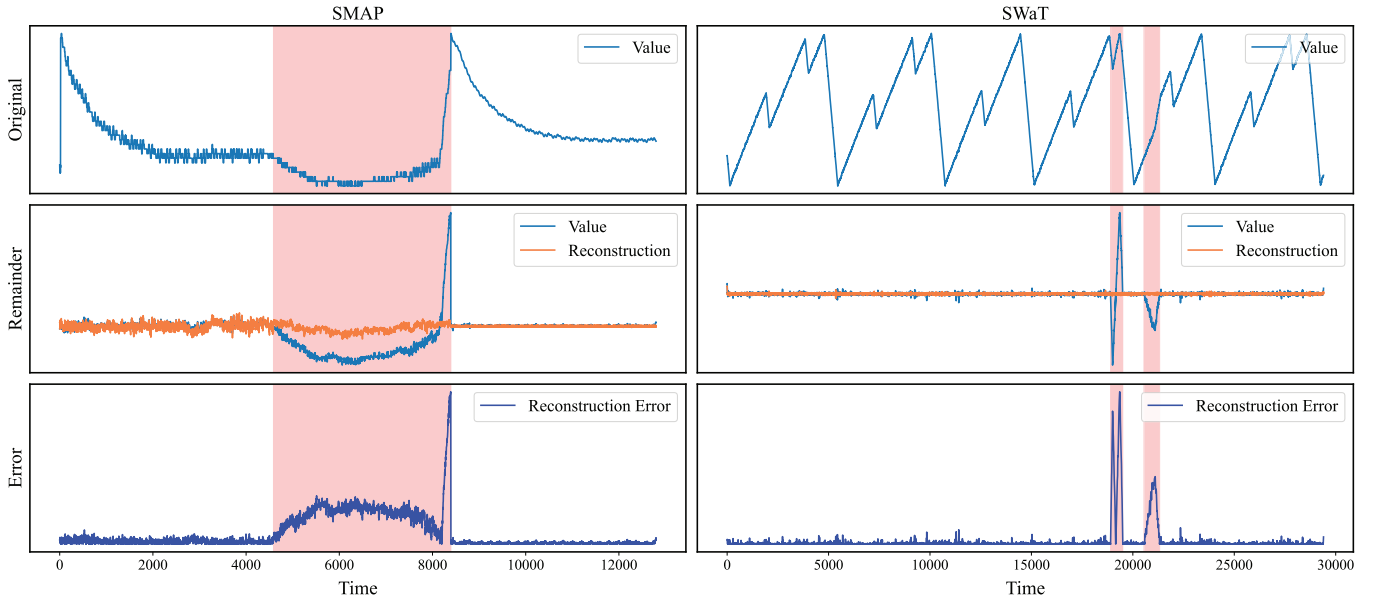 SMAP
SWaT
Original
Value
Value
Remainder
Value
Reconstruction
Value
Reconstruction
Error
Reconstruction Error
Reconstruction Error
0 2000 4000 6000 8000 10000 12000
0 5000 10000 15000 20000 25000 30000
Time
Time